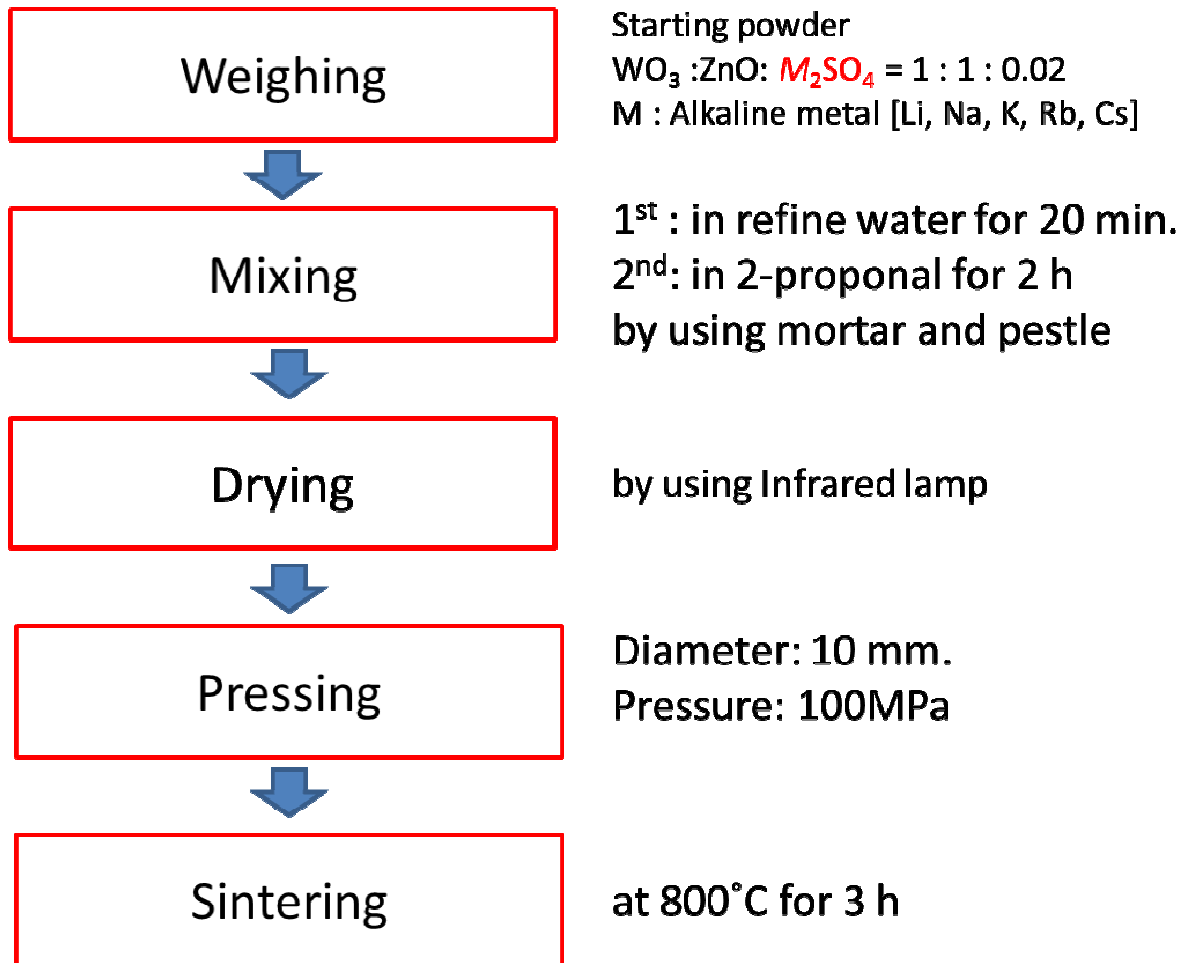 Weighing
Starting powder
WO₃ :ZnO: M₂SO₄ = 1 : 1 : 0.02
M : Alkaline metal [Li, Na, K, Rb, Cs]
Mixing
1ˢᵗ : in refine water for 20 min.
2ⁿᵈ: in 2-proponal for 2 h
by using mortar and pestle
Drying
by using Infrared lamp
Pressing
Diameter: 10 mm.
Pressure: 100MPa
Sintering
at 800˚C for 3 h